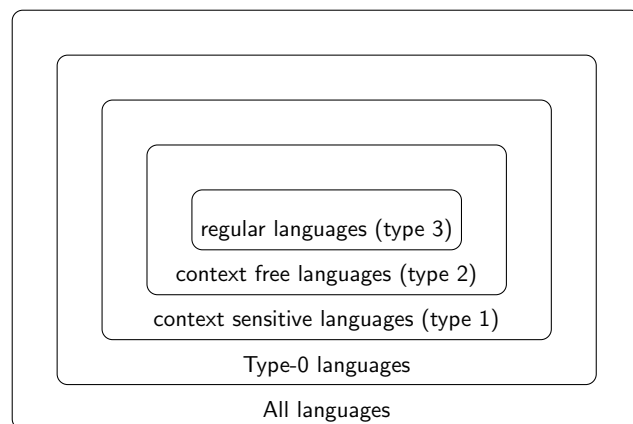 regular languages (type 3)
context free languages (type 2)
context sensitive languages (type 1)
Type-0 languages
All languages